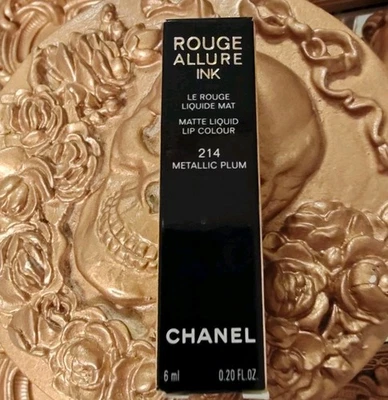 ROUGE
ALLURE
INK
LE ROUGE
LIQUIDE MAT
MATTE LIQUID
LIP COLOUR
214
METALLIC PLUM
CHANEL
6 ml 0.20 FL.OZ.